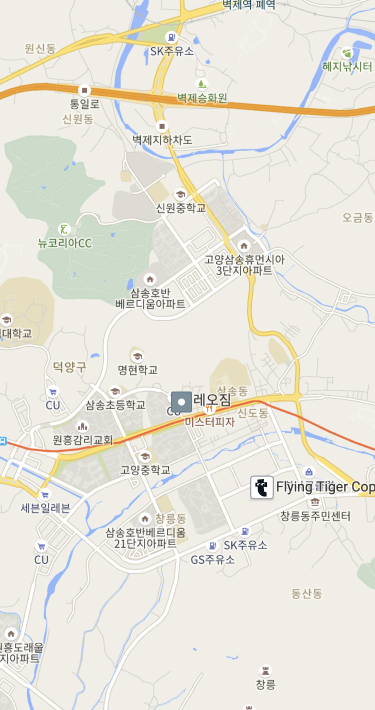 벽제역 폐역
원신동
SK주유소
혜지낚시터
통일로
벽제승화원
신원동
벽제지하차도
신원중학교
오금동
뉴코리아CC
고양삼송휴먼시아
3단지아파트
삼송호반
베르디움아파트
대학교
명현학교
덕양구
삼송동
CU
삼송초등학교
레오짐
CU
신도동
미스터피자
원흥감리교회
고양중학교
Flying Tiger Cop
세븐일레븐
창릉동
창릉동주민센터
삼송호반베르디움
21단지아파트
SK주유소
CU
GS주유소
동산동
원흥도래울
지아파트
창릉